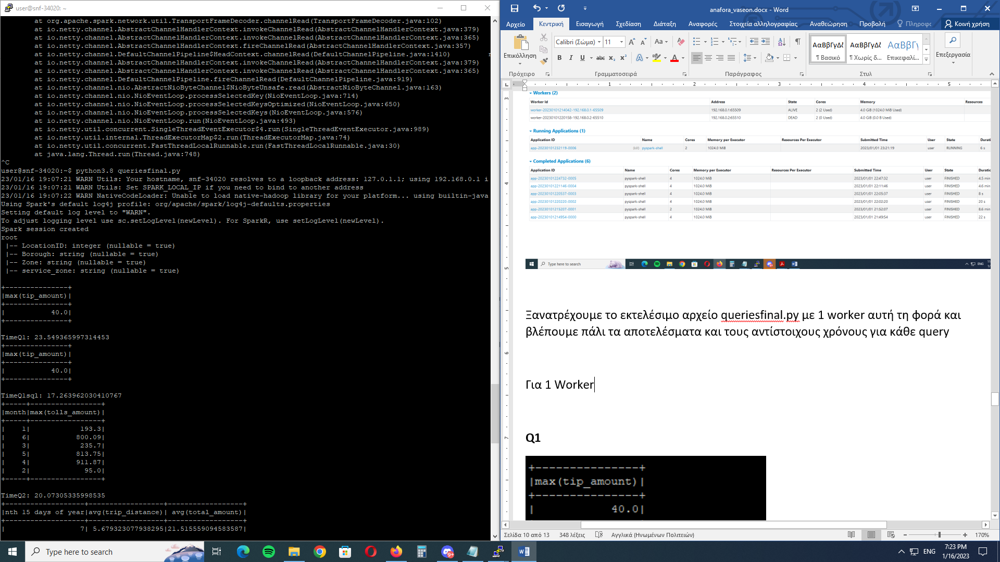 user@snf-34020: ~
at org.apache.spark.network.util.TransportFrameDecoder.channelRead(TransportFrameDecoder.java:102)
at io.netty.channel.AbstractChannelHandlerContext.invokeChannelRead(AbstractChannelHandlerContext.java:379)
at io.netty.channel.AbstractChannelHandlerContext.invokeChannelRead(AbstractChannelHandlerContext.java:365)
at io.netty.channel.AbstractChannelHandlerContext.fireChannelRead(AbstractChannelHandlerContext.java:357)
at io.netty.channel.DefaultChannelPipeline$HeadContext.channelRead(DefaultChannelPipeline.java:1410)
at io.netty.channel.AbstractChannelHandlerContext.invokeChannelRead(AbstractChannelHandlerContext.java:379)
at io.netty.channel.AbstractChannelHandlerContext.invokeChannelRead(AbstractChannelHandlerContext.java:365)
at io.netty.channel.DefaultChannelPipeline.fireChannelRead(DefaultChannelPipeline.java:919)
at io.netty.channel.nio.AbstractNioByteChannel$NioByteUnsafe.read(AbstractNioByteChannel.java:163)
at io.netty.channel.nio.NioEventLoop.processSelectedKey(NioEventLoop.java:714)
at io.netty.channel.nio.NioEventLoop.processSelectedKeysOptimized(NioEventLoop.java:650)
at io.netty.channel.nio.NioEventLoop.processSelectedKeys(NioEventLoop.java:576)
at io.netty.channel.nio.NioEventLoop.run(NioEventLoop.java:493)
at io.netty.util.concurrent.SingleThreadEventExecutor$4.run(SingleThreadEventExecutor.java:989)
at io.netty.util.internal.ThreadExecutorMap$2.run(ThreadExecutorMap.java:74)
at io.netty.util.concurrent.FastThreadLocalRunnable.run(FastThreadLocalRunnable.java:30)
at java.lang.Thread.run(Thread.java:748)
^C
user@snf-34020:~$ python3.8 queriesfinal.py
23/01/16 19:07:21 WARN Utils: Your hostname, snf-34020 resolves to a loopback address: 127.0.1.1; using 192.168.0.1 i
23/01/16 19:07:21 WARN Utils: Set SPARK_LOCAL_IP if you need to bind to another address
23/01/16 19:07:22 WARN NativeCodeLoader: Unable to load native-hadoop library for your platform... using builtin-java
Using Spark's default log4j profile: org/apache/spark/log4j-defaults.properties
Setting default log level to "WARN".
To adjust logging level use sc.setLogLevel(newLevel). For SparkR, use setLogLevel(newLevel).
Spark session created
root
|-- LocationID: integer (nullable = true)
|-- Borough: string (nullable = true)
|-- Zone: string (nullable = true)
|-- service_zone: string (nullable = true)
+---------------+
|max(tip_amount)|
+---------------+
|           40.0|
+---------------+
TimeQ1: 23.549365997314453
+---------------+
|max(tip_amount)|
+---------------+
|           40.0|
+---------------+
TimeQ1sql: 17.263962030410767
+-----+-----------------+
|month|max(tolls_amount)|
+-----+-----------------+
|    1|            193.3|
|    6|           800.09|
|    3|            235.7|
|    5|           813.75|
|    4|           911.87|
|    2|             95.0|
+-----+-----------------+
TimeQ2: 20.07305335998535
+-------------------+------------------+------------------+
|nth 15 days of year|avg(trip_distance)| avg(total_amount)|
+-------------------+------------------+------------------+
|                  7| 5.679323077938295|21.515559094583587|
anafora_vaseon.docx - Word
Αρχείο Κεντρική Εισαγωγή Σχεδίαση Διάταξη Αναφορές Στοιχεία αλληλογραφίας Αναθεώρηση Προβολή Πληροφο Κοινή χρήση
Επικόλληση
Calibri (Σώμα) 11
ΑαΒβΓγΔδ ΑαΒβΓγΔδ ΑαΒβΓγ
¶ Βασικό ¶ Χωρίς δ... Επικεφαλί...
Επεξεργασία
Πρόχειρο Γραμματοσειρά Παράγραφος Στυλ
Workers (2)
Worker Id Address State Cores Memory Resources
worker-20230101214042-192.168.0.1-65509 192.168.0.1:65509 ALIVE 2 (2 Used) 4.0 GiB (1024.0 MiB Used)
worker-20230101220158-192.168.0.2-65510 192.168.0.2:65510 DEAD 2 (0 Used) 4.0 GiB (0.0 B Used)
Running Applications (1)
Application ID Name Cores Memory per Executor Resources Per Executor Submitted Time User State Durati
app-20230101232119-0006 (kill) pyspark-shell 2 1024.0 MiB 2023/01/01 23:21:19 user RUNNING 6 s
Completed Applications (6)
Application ID Name Cores Memory per Executor Resources Per Executor Submitted Time User State Duratio
app-20230101224732-0005 pyspark-shell 4 1024.0 MiB 2023/01/01 22:47:32 user FINISHED 4.5 min
app-20230101221146-0004 pyspark-shell 4 1024.0 MiB 2023/01/01 22:11:46 user FINISHED 4.6 min
app-20230101220537-0003 pyspark-shell 4 1024.0 MiB 2023/01/01 22:05:37 user FINISHED 8 s
app-20230101220220-0002 pyspark-shell 4 1024.0 MiB 2023/01/01 22:02:20 user FINISHED 20 s
app-20230101215207-0001 pyspark-shell 2 1024.0 MiB 2023/01/01 21:52:07 user FINISHED 8.6 min
app-20230101214954-0000 pyspark-shell 4 1024.0 MiB 2023/01/01 21:49:54 user FINISHED 22 s
Type here to search ENG
Ξανατρέχουμε το εκτελέσιμο αρχείο queriesfinal.py με 1 worker αυτή τη φορά και
βλέπουμε πάλι τα αποτελέσματα και τους αντίστοιχους χρόνους για κάθε query
Για 1 Worker
Q1
+---------------+
|max(tip_amount)|
+---------------+
|           40.0|
Σελίδα 10 από 13 348 λέξεις Αγγλικά (Ηνωμένων Πολιτειών) 170%
Type here to search
ENG
7:23 PM
1/16/2023